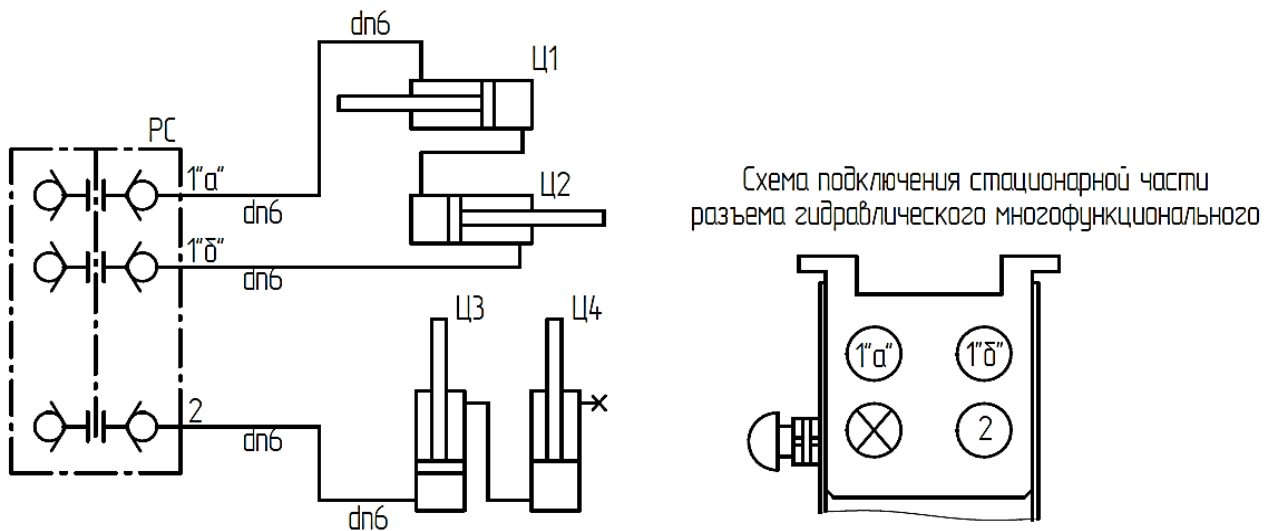 dn6
Ц1
РС
1"а"
dn6
Ц2
1"б"
dn6
Ц3
Ц4
2
dn6
dn6
Схема подключения стационарной части
разъема гидравлического многофункционального
1"а"
1"б"
2